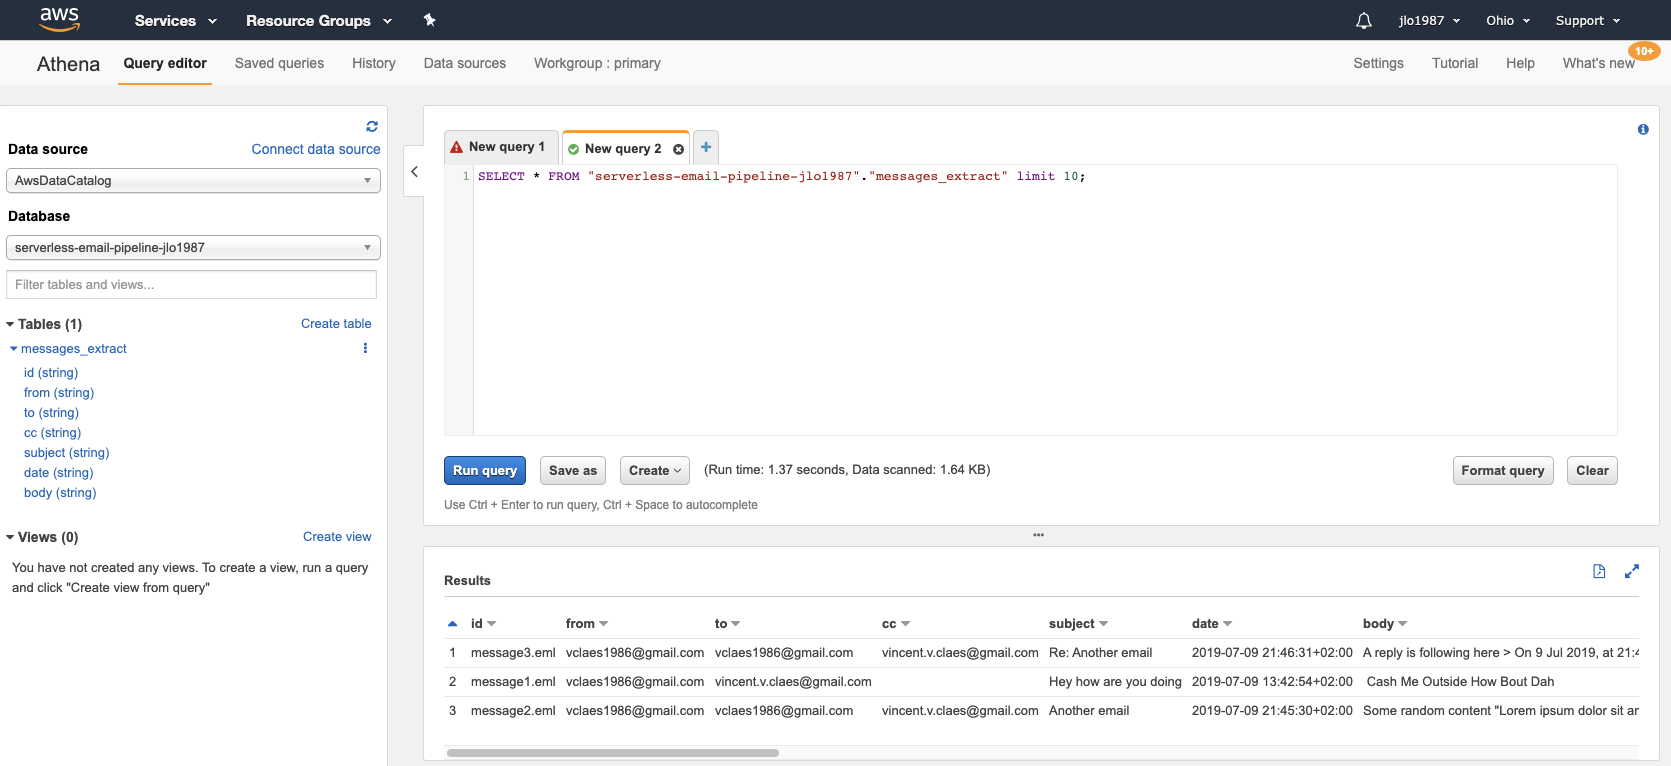 aws Services Resource Groups jlo1987 Ohio Support
Athena Query editor Saved queries History Data sources Workgroup : primary Settings Tutorial Help What's new 10+
Data source Connect data source
AwsDataCatalog
Database
serverless-email-pipeline-jlo1987
Filter tables and views...
Tables (1) Create table
messages_extract
id (string)
from (string)
to (string)
cc (string)
subject (string)
date (string)
body (string)
Views (0) Create view
You have not created any views. To create a view, run a query
and click "Create view from query"
New query 1 New query 2 +
1 SELECT * FROM "serverless-email-pipeline-jlo1987"."messages_extract" limit 10;
Run query Save as Create (Run time: 1.37 seconds, Data scanned: 1.64 KB) Format query Clear
Use Ctrl + Enter to run query, Ctrl + Space to autocomplete
Results
id from to cc subject date body
1 message3.eml vclaes1986@gmail.com vclaes1986@gmail.com vincent.v.claes@gmail.com Re: Another email 2019-07-09 21:46:31+02:00 A reply is following here > On 9 Jul 2019, at 21:4
2 message1.eml vclaes1986@gmail.com vincent.v.claes@gmail.com Hey how are you doing 2019-07-09 13:42:54+02:00 Cash Me Outside How Bout Dah
3 message2.eml vclaes1986@gmail.com vclaes1986@gmail.com vincent.v.claes@gmail.com Another email 2019-07-09 21:45:30+02:00 Some random content "Lorem ipsum dolor sit ar